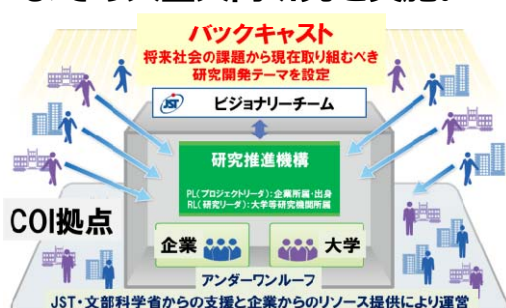 バックキャスト
将来社会の課題から現在取り組むべき
研究開発テーマを設定
JST ビジョナリーチーム
研究推進機構
PL(プロジェクトリーダ):企業所属・出身
RL(研究リーダ):大学等研究機関所属
COI拠点
企業 大学
アンダーワンルーフ
JST・文部科学省からの支援と企業からのリソース提供により運営